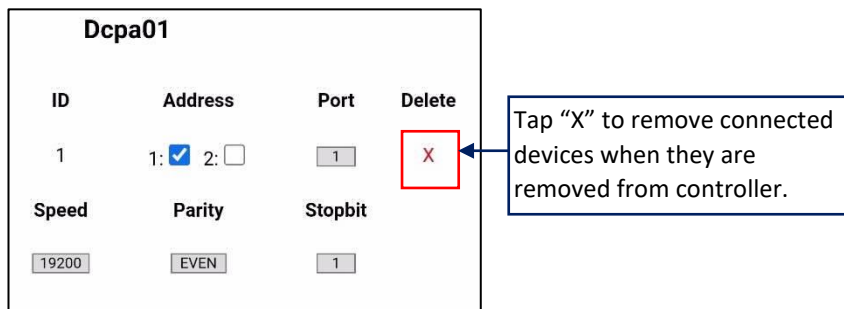 Dcpa01
ID Address Port Delete
1 1: 2: 1 X
Speed Parity Stopbit
19200 EVEN 1
Tap “X” to remove connected
devices when they are
removed from controller.